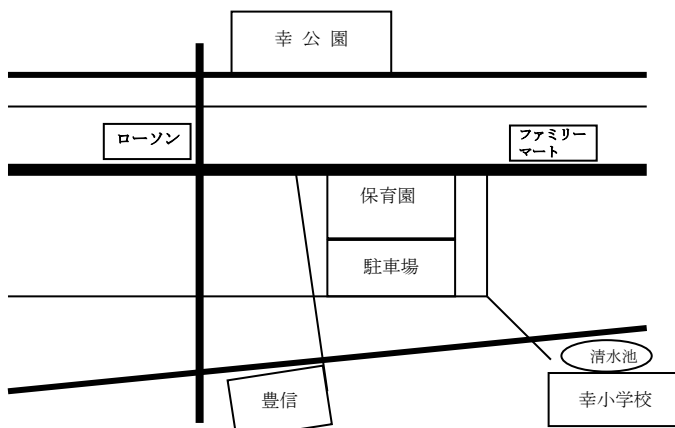 幸 公 園
ローソン
ファミリー
マート
保育園
駐車場
清水池
豊信
幸小学校